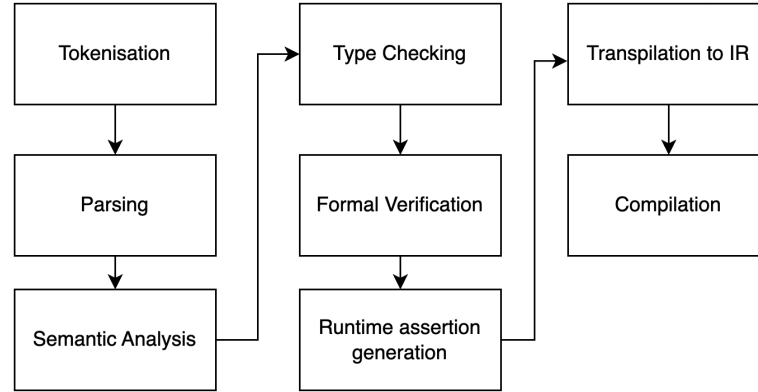 Tokenisation
Parsing
Semantic Analysis
Type Checking
Formal Verification
Runtime assertion
generation
Transpilation to IR
Compilation